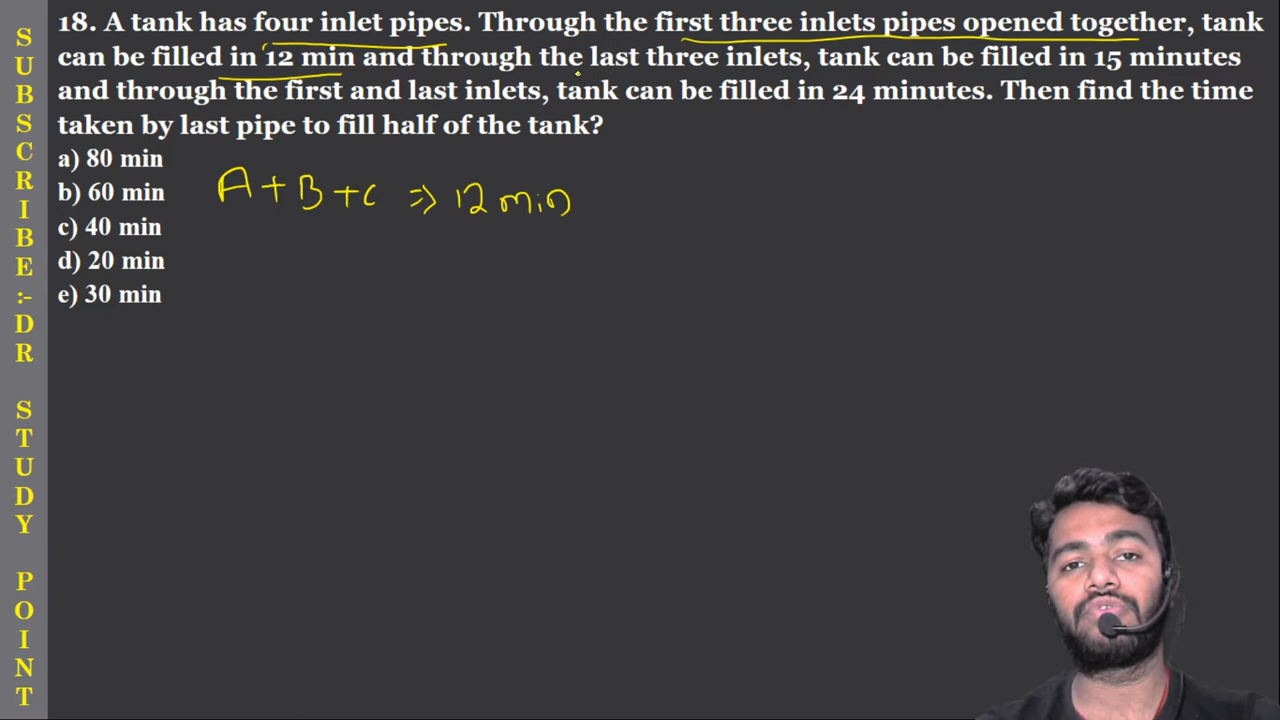 18. A tank has four inlet pipes. Through the first three inlets pipes opened together, tank
can be filled in 12 min and through the last three inlets, tank can be filled in 15 minutes
and through the first and last inlets, tank can be filled in 24 minutes. Then find the time
taken by last pipe to fill half of the tank?
a) 80 min
b) 60 min
c) 40 min
d) 20 min
e) 30 min
A + B + C ⇒ 12 min
SUBSCRIBE :- DR STUDY POINT